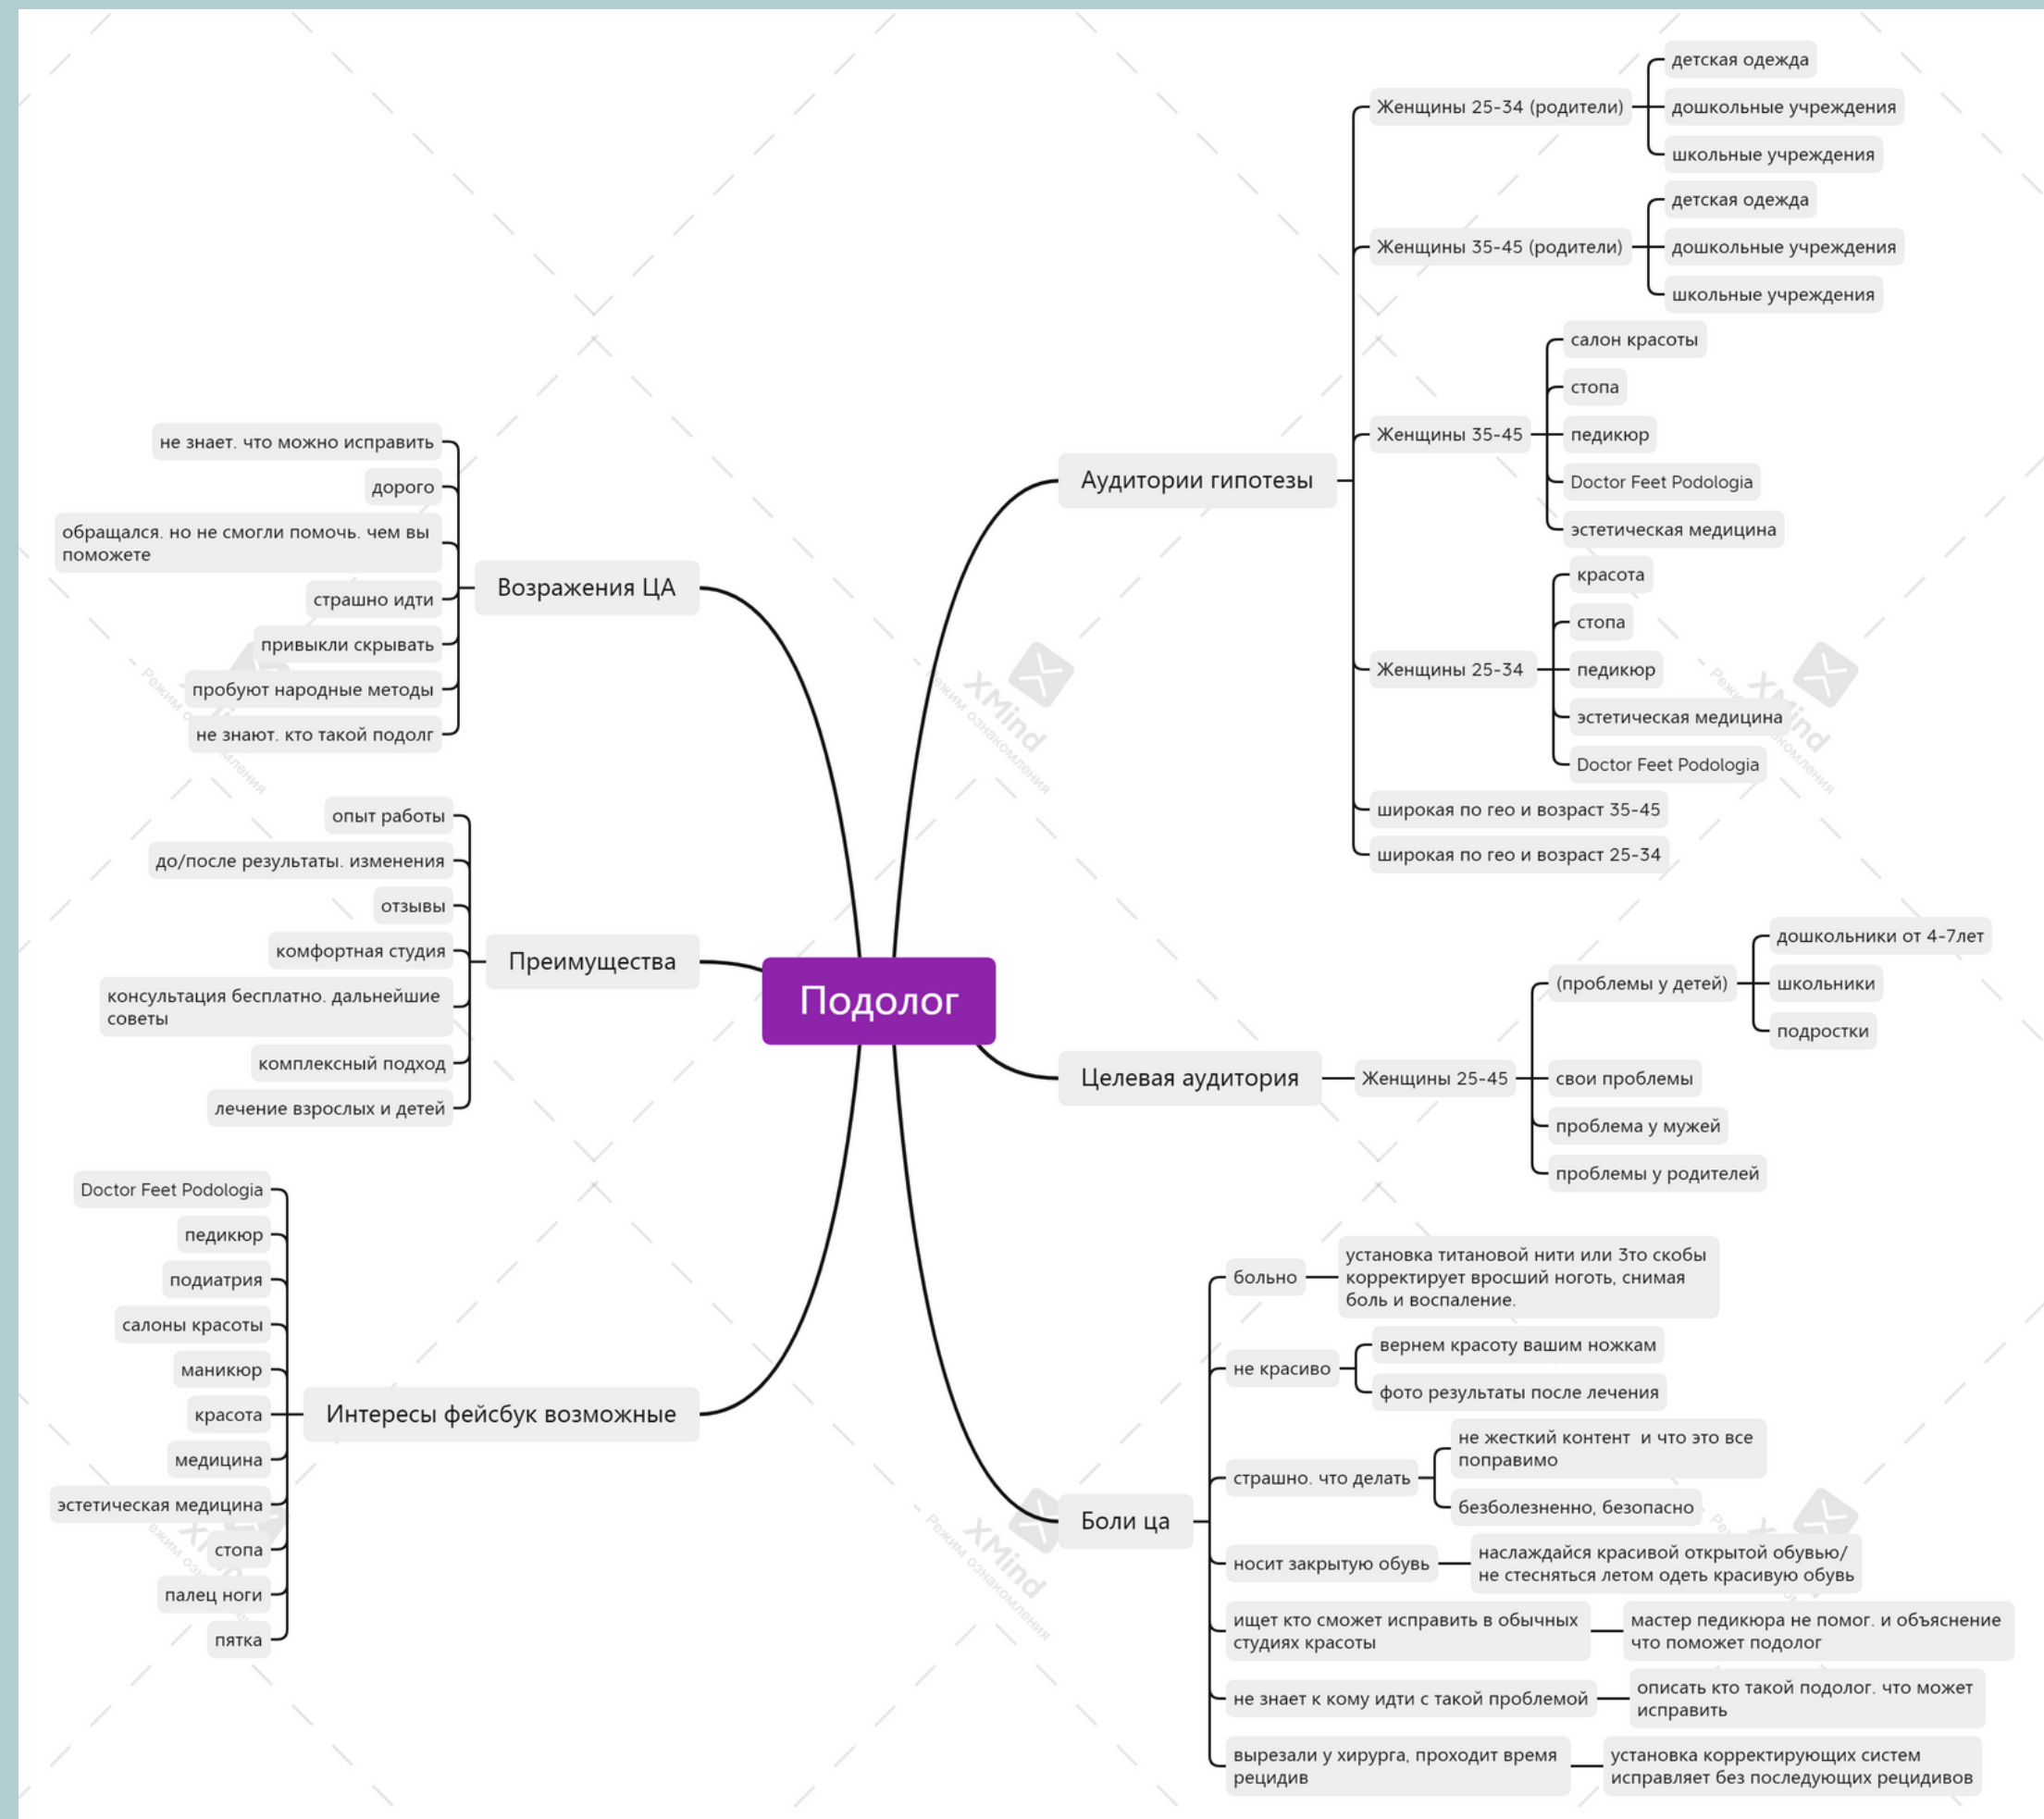 Подолог
Аудитории гипотезы
Женщины 25-34 (родители)
детская одежда
дошкольные учреждения
школьные учреждения
Женщины 35-45 (родители)
детская одежда
дошкольные учреждения
школьные учреждения
Женщины 35-45
салон красоты
стопа
педикюр
Doctor Feet Podologia
эстетическая медицина
Женщины 25-34
красота
стопа
педикюр
эстетическая медицина
Doctor Feet Podologia
широкая по гео и возраст 35-45
широкая по гео и возраст 25-34
Целевая аудитория
Женщины 25-45
(проблемы у детей)
дошкольники от 4-7лет
школьники
подростки
свои проблемы
проблема у мужей
проблемы у родителей
Боли ца
больно
установка титановой нити или 3то скобы
корректирует вросший ноготь, снимая
боль и воспаление.
не красиво
вернем красоту вашим ножкам
фото результаты после лечения
страшно. что делать
не жесткий контент и что это все
поправимо
безболезненно, безопасно
носит закрытую обувь
наслаждайся красивой открытой обувью/
не стесняться летом одеть красивую обувь
ищет кто сможет исправить в обычных
студиях красоты
мастер педикюра не помог. и объяснение
что поможет подолог
не знает к кому идти с такой проблемой
описать кто такой подолог. что может
исправить
вырезали у хирурга, проходит время
рецидив
установка корректирующих систем
исправляет без последующих рецидивов
Возражения ЦА
не знает. что можно исправить
дорого
обращался. но не смогли помочь. чем вы
поможете
страшно идти
привыкли скрывать
пробуют народные методы
не знают. кто такой подолг
Преимущества
опыт работы
до/после результаты. изменения
отзывы
комфортная студия
консультация бесплатно. дальнейшие
советы
комплексный подход
лечение взрослых и детей
Интересы фейсбук возможные
Doctor Feet Podologia
педикюр
подиатрия
салоны красоты
маникюр
красота
медицина
эстетическая медицина
стопа
палец ноги
пятка
XMind
Режим ознакомления
XMind
Режим ознакомления
XMind
Режим ознакомления